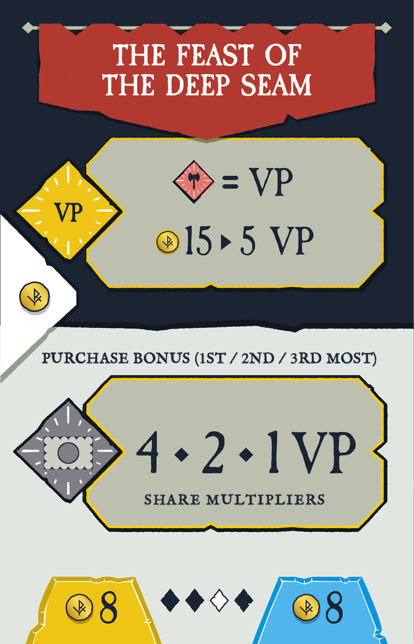 THE FEAST OF
THE DEEP SEAM
VP
= VP
15 ▸ 5 VP
PURCHASE BONUS (1ST / 2ND / 3RD MOST)
4 ◆ 2 ◆ 1 VP
SHARE MULTIPLIERS
8
8